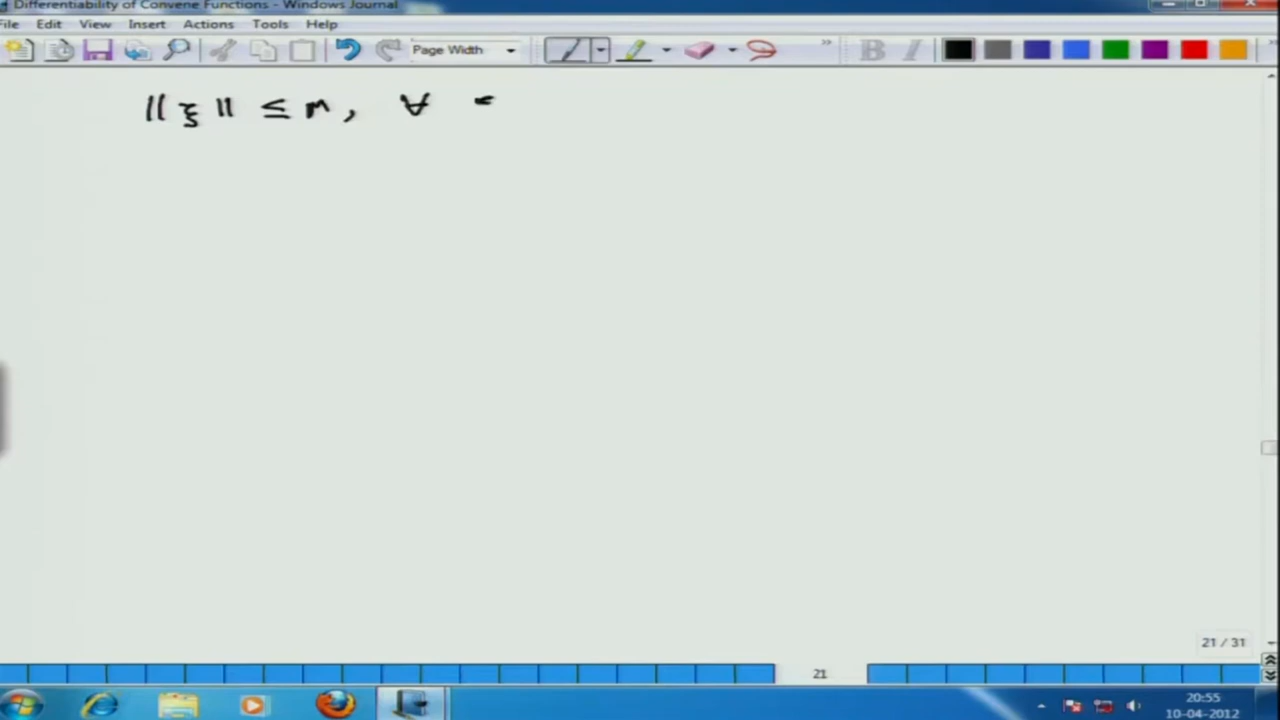 Differentiability of Convene Functions - Windows Journal
File Edit View Insert Actions Tools Help
Page Width
B I
‖ξ‖ ≤ M, ∀
21 / 31
21
20:55
10-04-2012